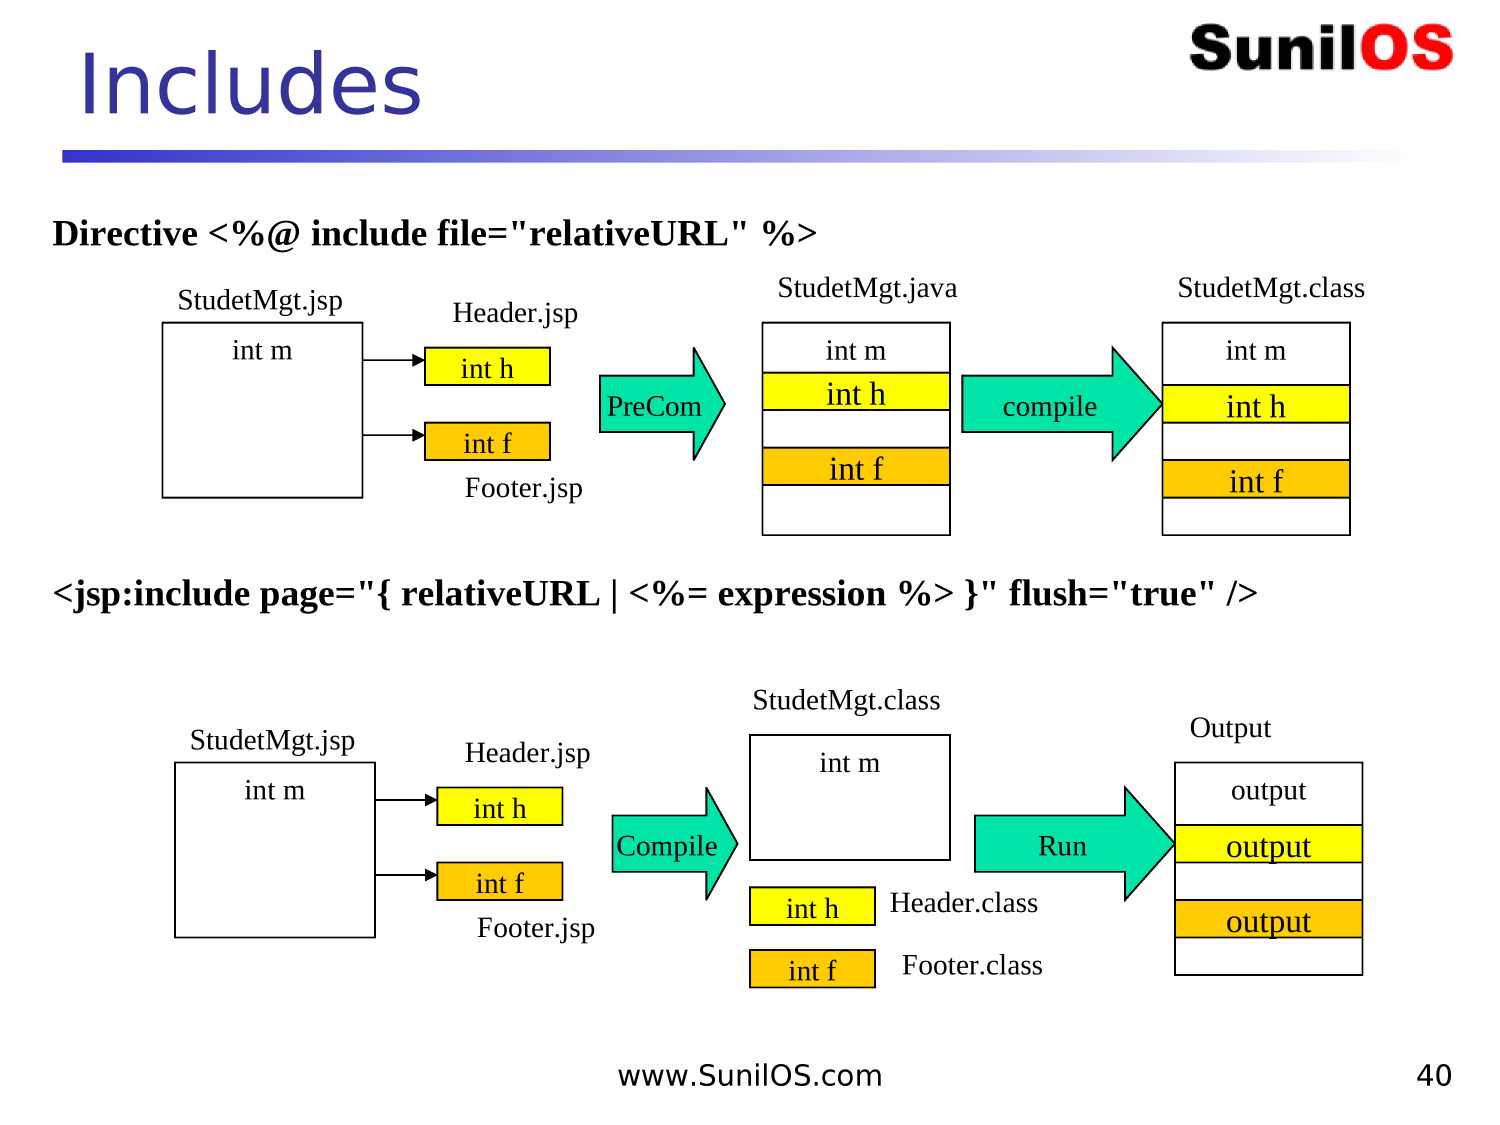 Includes
SunilOS
Directive <%@ include file="relativeURL" %>
StudetMgt.jsp
Header.jsp
StudetMgt.java
StudetMgt.class
int m
int h
int f
Footer.jsp
PreCom
int m
int h
int f
compile
int m
int h
int f
<jsp:include page="{ relativeURL | <%= expression %> }" flush="true" />
StudetMgt.jsp
Header.jsp
StudetMgt.class
Output
int m
int h
int f
Footer.jsp
Compile
int m
int h
Header.class
int f
Footer.class
Run
output
output
output
www.SunilOS.com
40